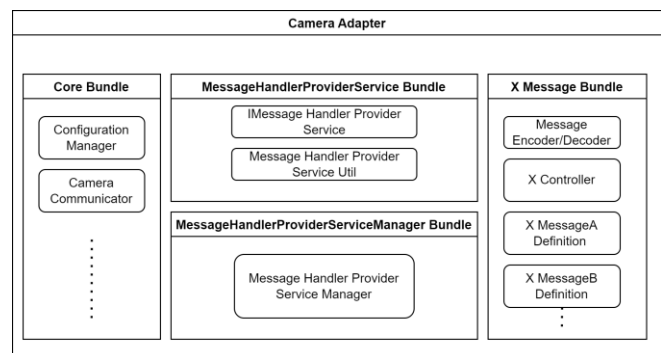 Camera Adapter
Core Bundle
Configuration
Manager
Camera
Communicator
MessageHandlerProviderService Bundle
IMessage Handler Provider
Service
Message Handler Provider
Service Util
MessageHandlerProviderServiceManager Bundle
Message Handler Provider
Service Manager
X Message Bundle
Message
Encoder/Decoder
X Controller
X MessageA
Definition
X MessageB
Definition